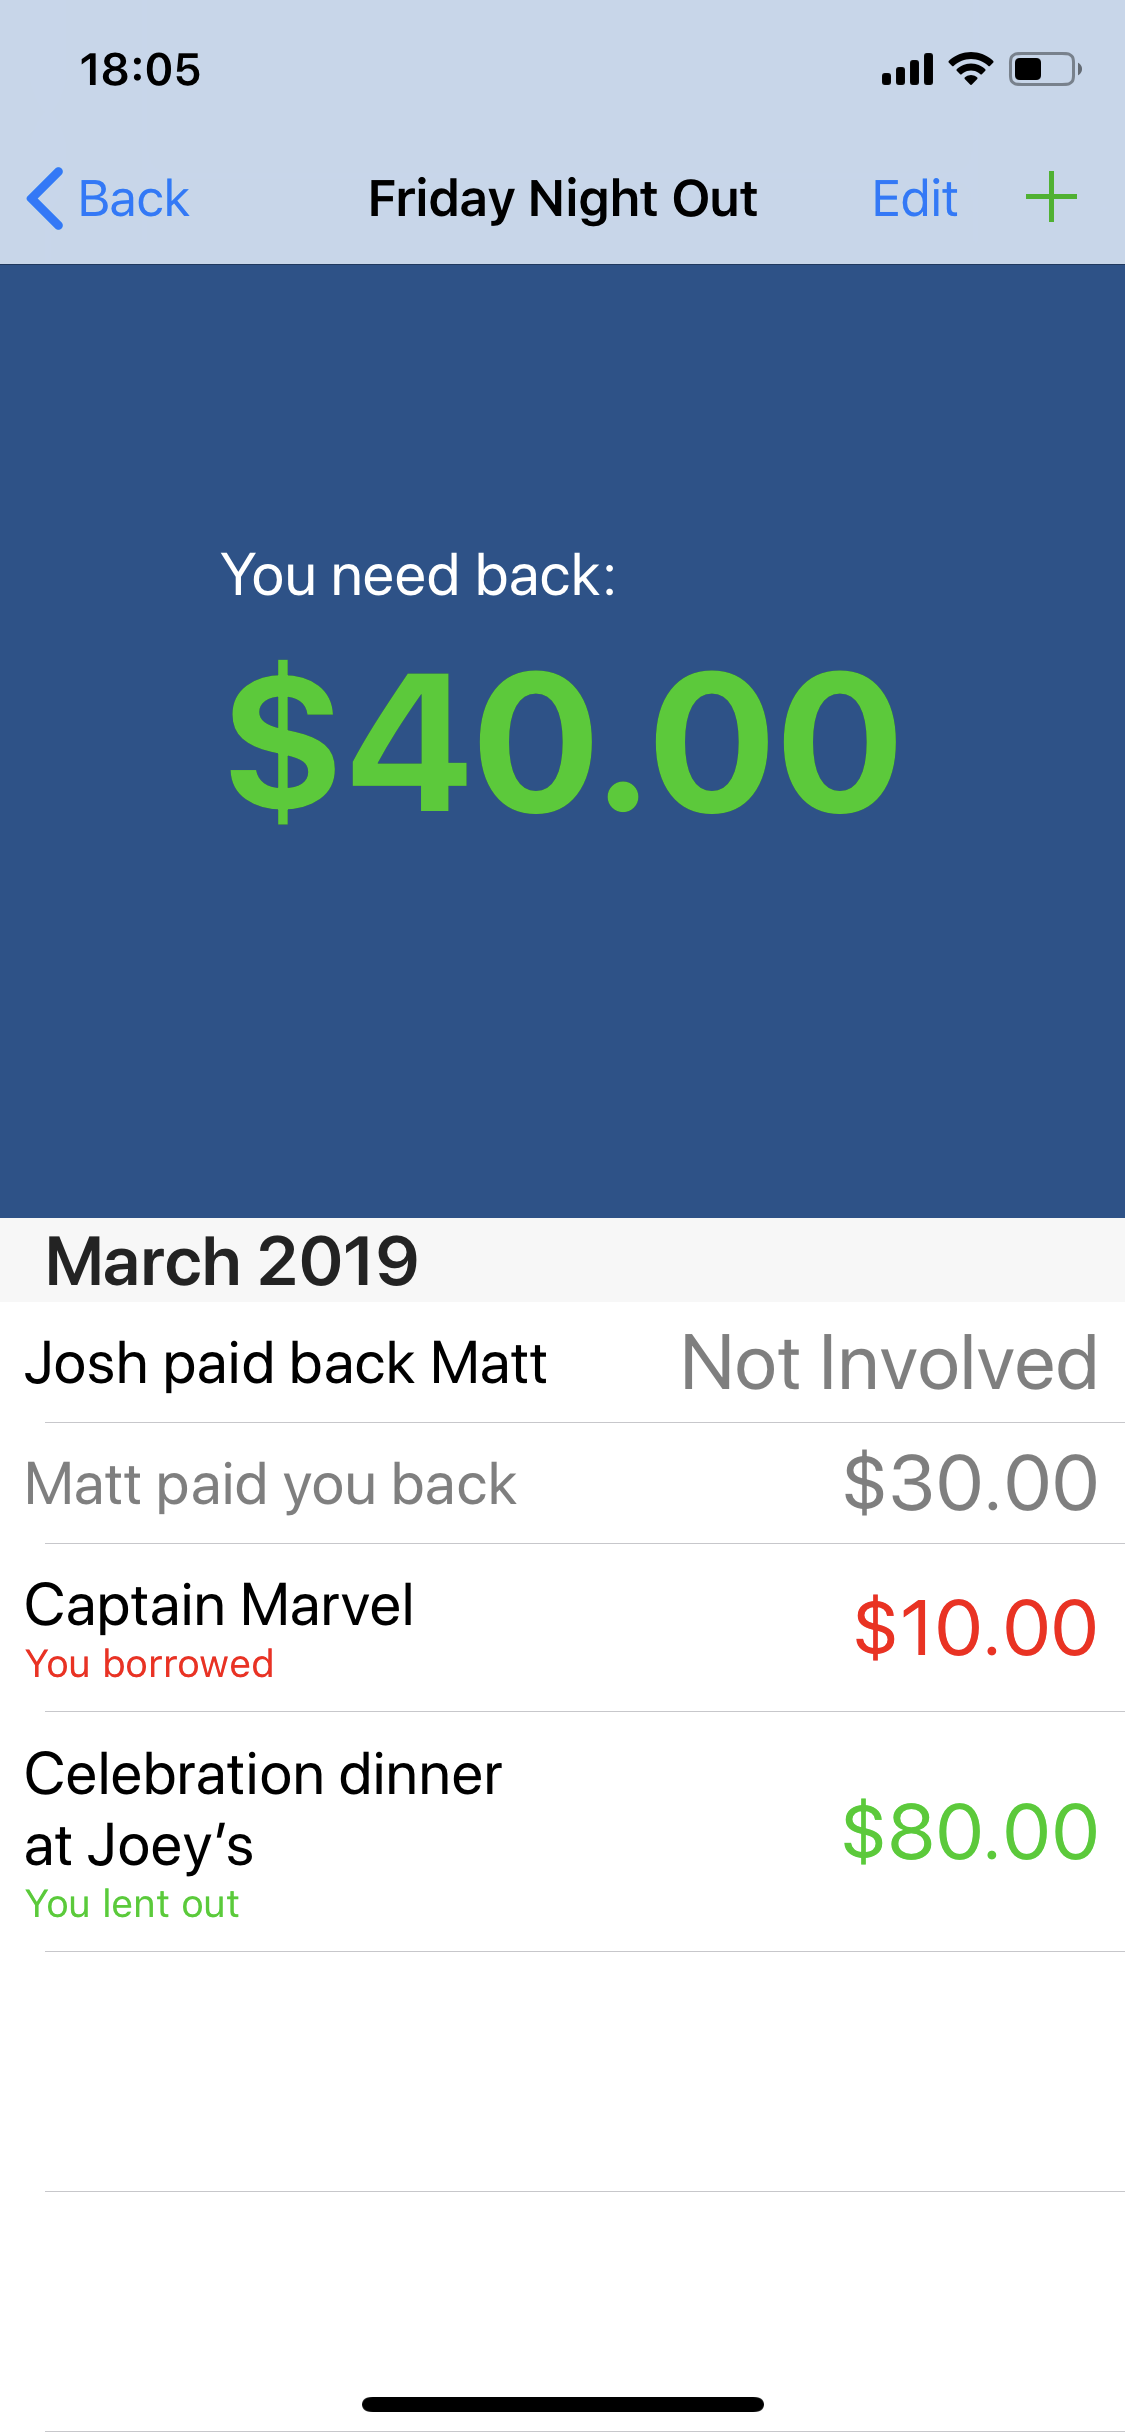 18:05
Back Friday Night Out Edit +
You need back:
$40.00
March 2019
Josh paid back Matt Not Involved
Matt paid you back $30.00
Captain Marvel
You borrowed
$10.00
Celebration dinner
at Joey’s
You lent out
$80.00